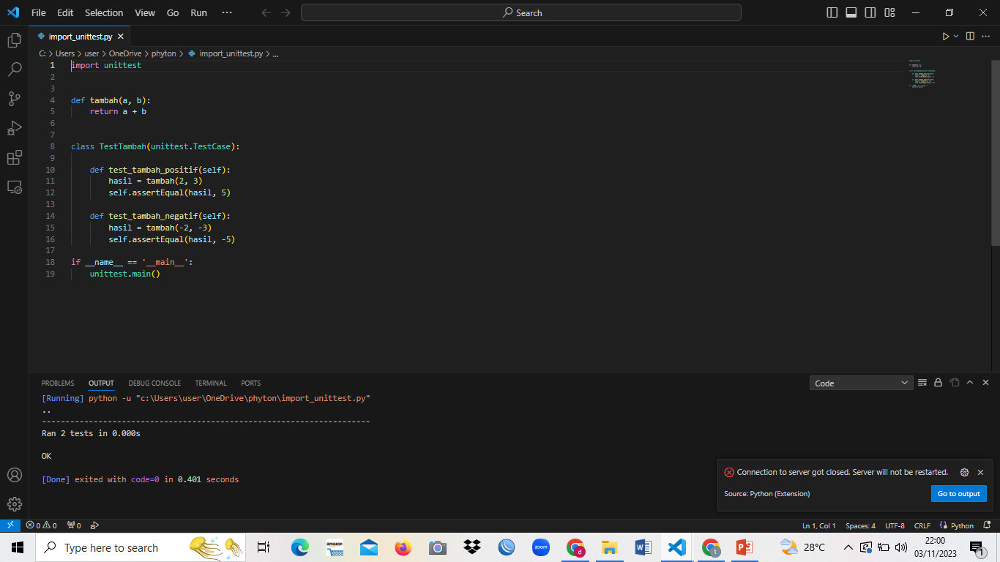 File Edit Selection View Go Run ··· Search
import_unittest.py
C: > Users > user > OneDrive > phyton > import_unittest.py > ...
1 import unittest
2
3
4 def tambah(a, b):
5 return a + b
6
7
8 class TestTambah(unittest.TestCase):
9
10 def test_tambah_positif(self):
11 hasil = tambah(2, 3)
12 self.assertEqual(hasil, 5)
13
14 def test_tambah_negatif(self):
15 hasil = tambah(-2, -3)
16 self.assertEqual(hasil, -5)
17
18 if __name__ == '__main__':
19 unittest.main()
PROBLEMS OUTPUT DEBUG CONSOLE TERMINAL PORTS Code
[Running] python -u "c:\Users\user\OneDrive\phyton\import_unittest.py"
..
----------------------------------------------------------------------
Ran 2 tests in 0.000s
OK
[Done] exited with code=0 in 0.401 seconds
Connection to server got closed. Server will not be restarted.
Source: Python (Extension) Go to output
0 0 0 Ln 1, Col 1 Spaces: 4 UTF-8 CRLF Python
Type here to search amazon zoom d t 28°C 22:00
03/11/2023 1